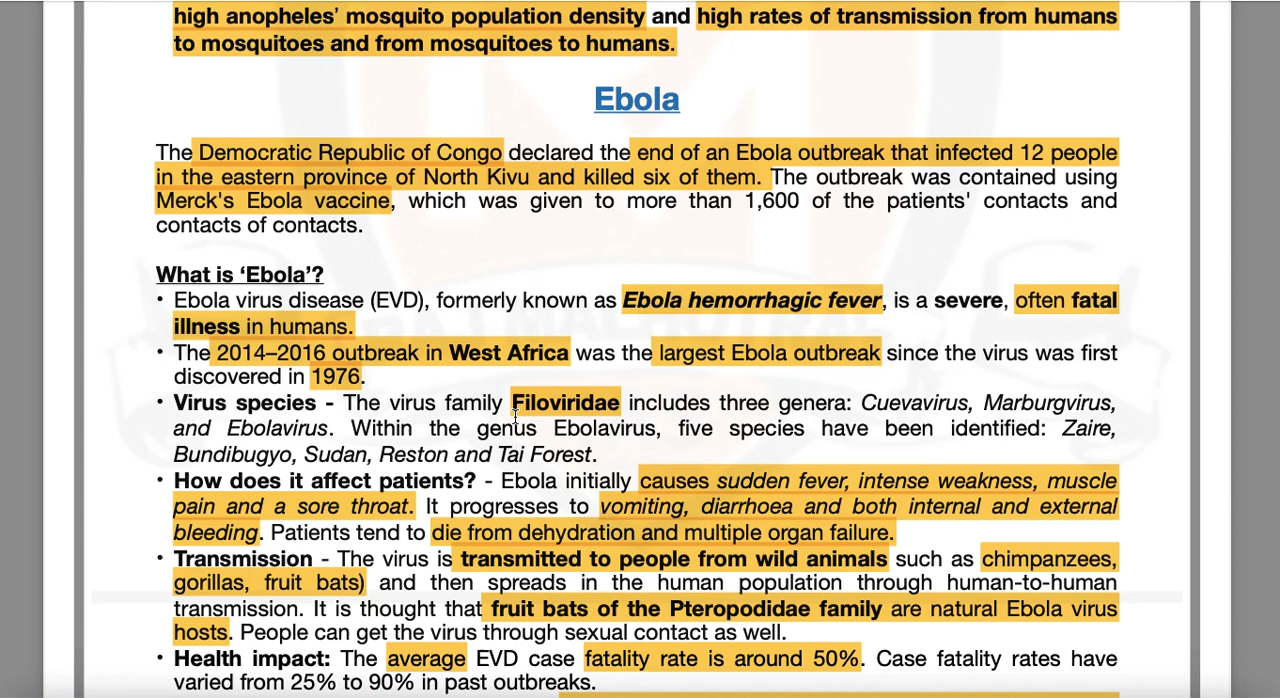 high anopheles’ mosquito population density and high rates of transmission from humans
to mosquitoes and from mosquitoes to humans.
Ebola
The Democratic Republic of Congo declared the end of an Ebola outbreak that infected 12 people
in the eastern province of North Kivu and killed six of them. The outbreak was contained using
Merck's Ebola vaccine, which was given to more than 1,600 of the patients' contacts and
contacts of contacts.
What is ‘Ebola’?
• Ebola virus disease (EVD), formerly known as Ebola hemorrhagic fever, is a severe, often fatal
illness in humans.
• The 2014–2016 outbreak in West Africa was the largest Ebola outbreak since the virus was first
discovered in 1976.
• Virus species - The virus family Filoviridae includes three genera: Cuevavirus, Marburgvirus,
and Ebolavirus. Within the genus Ebolavirus, five species have been identified: Zaire,
Bundibugyo, Sudan, Reston and Tai Forest.
• How does it affect patients? - Ebola initially causes sudden fever, intense weakness, muscle
pain and a sore throat. It progresses to vomiting, diarrhoea and both internal and external
bleeding. Patients tend to die from dehydration and multiple organ failure.
• Transmission - The virus is transmitted to people from wild animals such as chimpanzees,
gorillas, fruit bats) and then spreads in the human population through human-to-human
transmission. It is thought that fruit bats of the Pteropodidae family are natural Ebola virus
hosts. People can get the virus through sexual contact as well.
• Health impact: The average EVD case fatality rate is around 50%. Case fatality rates have
varied from 25% to 90% in past outbreaks.